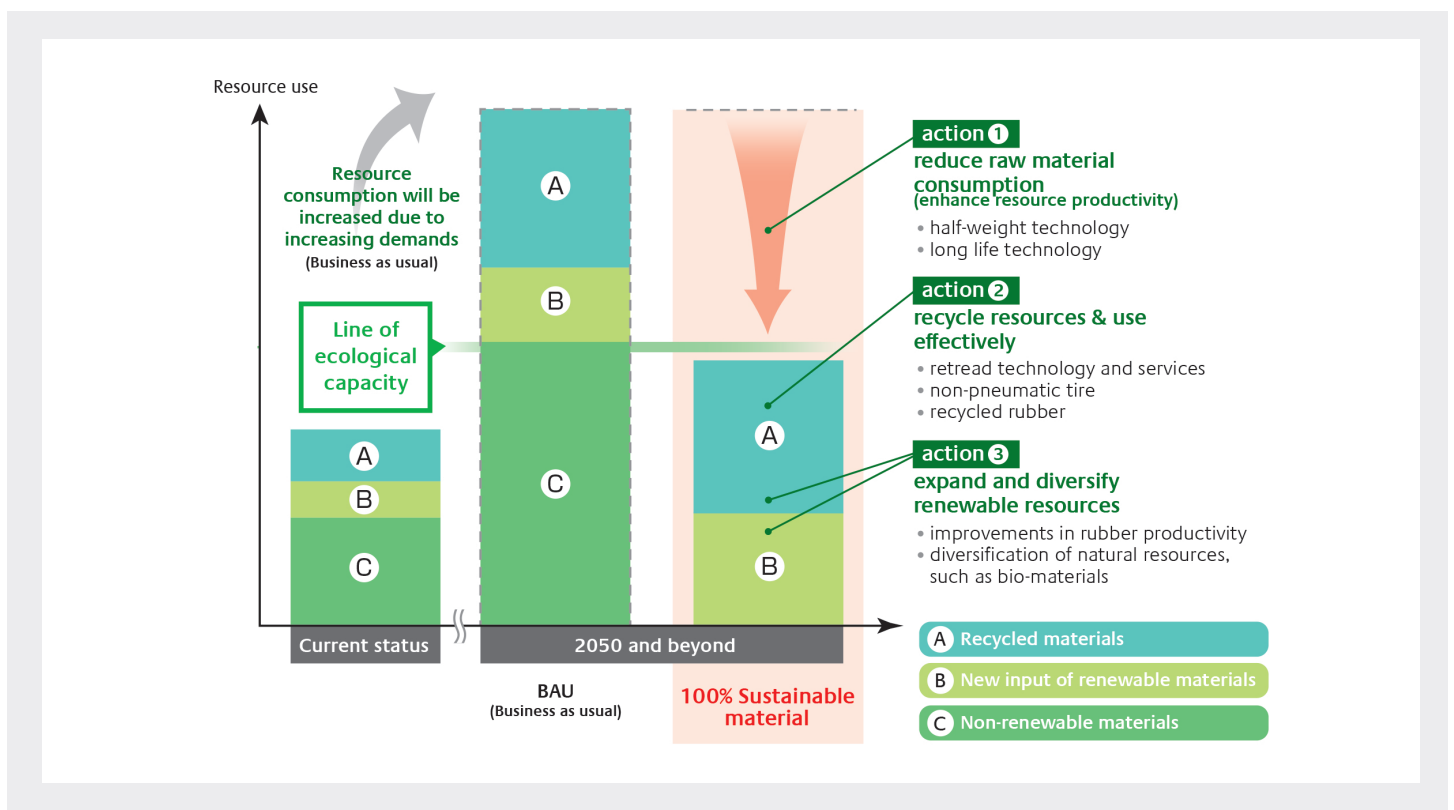 Resource use
Resource
consumption will be
increased due to
increasing demands
(Business as usual)
Line of
ecological
capacity
A
B
C
A
B
C
A
B
Current status
2050 and beyond
BAU
(Business as usual)
100% Sustainable
material
action 1
reduce raw material
consumption
(enhance resource productivity)
• half-weight technology
• long life technology
action 2
recycle resources & use
effectively
• retread technology and services
• non-pneumatic tire
• recycled rubber
action 3
expand and diversify
renewable resources
• improvements in rubber productivity
• diversification of natural resources,
such as bio-materials
A Recycled materials
B New input of renewable materials
C Non-renewable materials